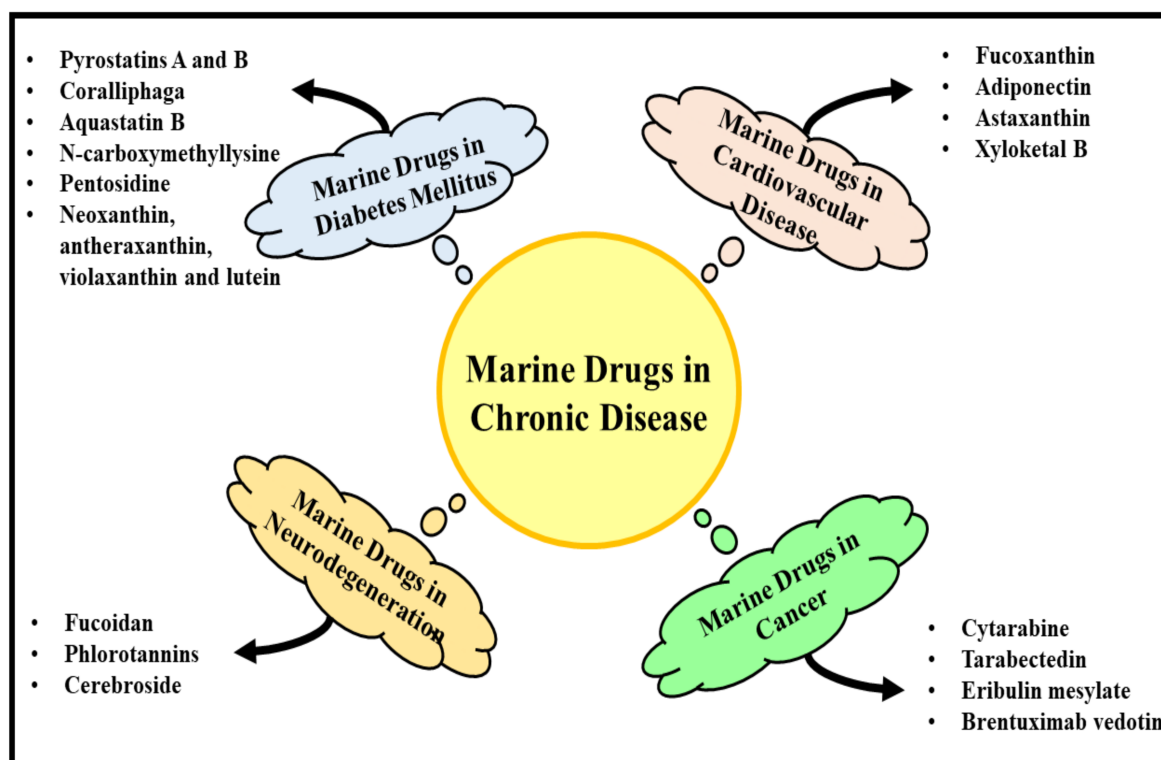 • Pyrostatins A and B
• Coralliphaga
• Aquastatin B
• N-carboxymethyllysine
• Pentosidine
• Neoxanthin,
antheraxanthin,
violaxanthin and lutein
Marine Drugs in
Diabetes Mellitus
Marine Drugs in
Cardiovascular
Disease
• Fucoxanthin
• Adiponectin
• Astaxanthin
• Xyloketal B
Marine Drugs in
Chronic Disease
Marine Drugs in
Neurodegeneration
• Fucoidan
• Phlorotannins
• Cerebroside
Marine Drugs in
Cancer
• Cytarabine
• Tarabectedin
• Eribulin mesylate
• Brentuximab vedotin